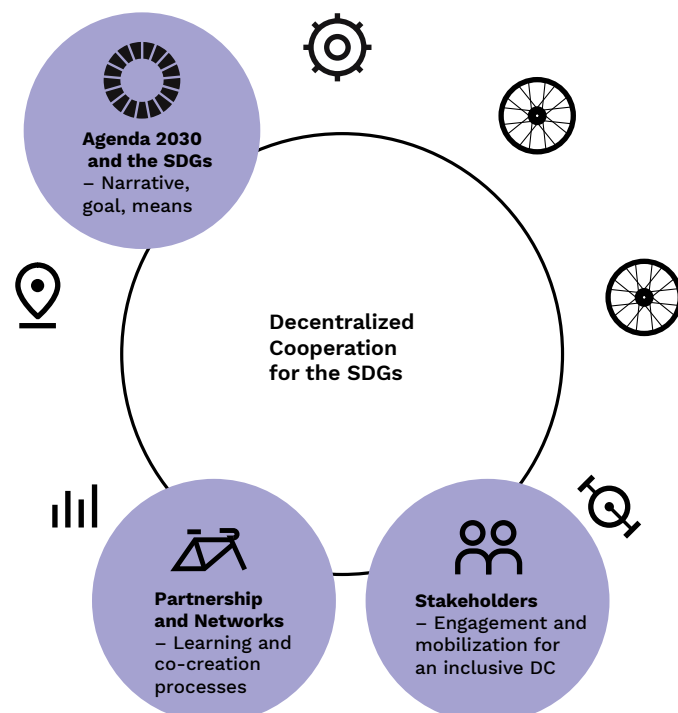 Agenda 2030
and the SDGs
– Narrative,
goal, means
Decentralized
Cooperation
for the SDGs
Partnership
and Networks
– Learning and
co-creation
processes
Stakeholders
– Engagement and
mobilization for
an inclusive DC